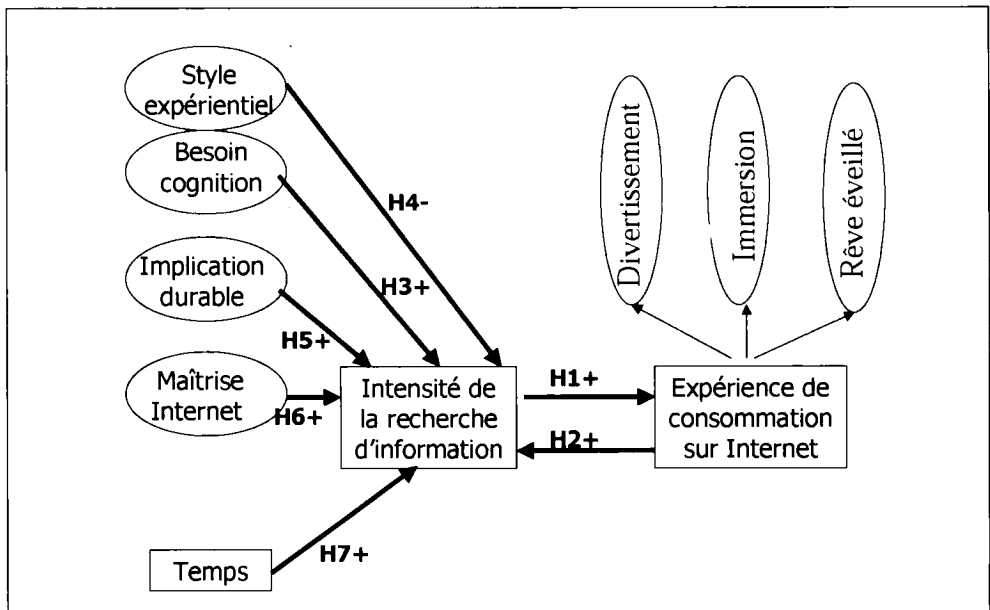 Style
expérientiel
Besoin
cognition
Implication
durable
Maîtrise
Internet
Temps
H4-
H3+
H5+
H6+
H7+
Intensité de
la recherche
d'information
H1+
H2+
Expérience de
consommation
sur Internet
Divertissement
Immersion
Rêve éveillé